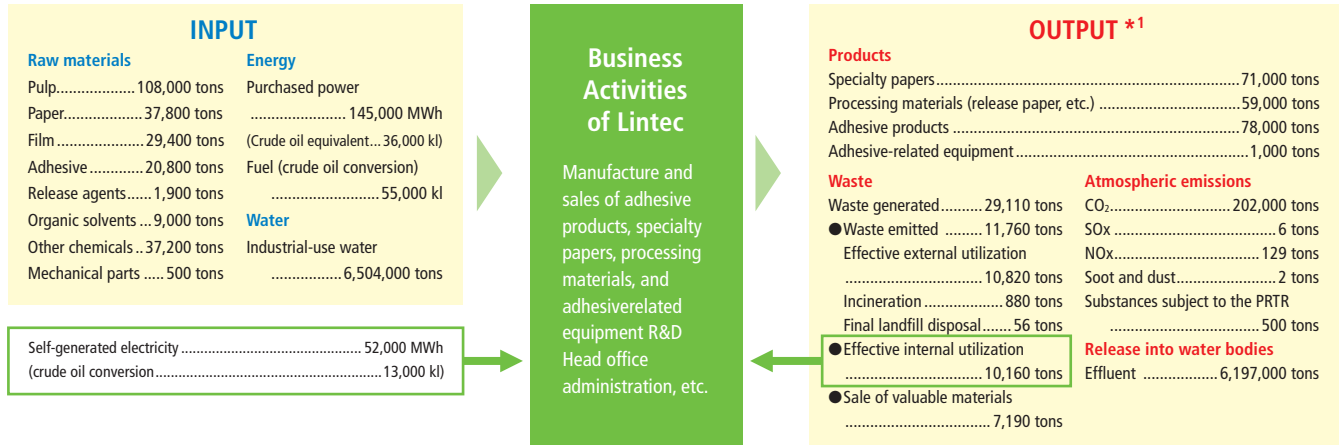 INPUT
Raw materials
Pulp...................108,000 tons
Paper...................37,800 tons
Film.....................29,400 tons
Adhesive.............20,800 tons
Release agents......1,900 tons
Organic solvents ...9,000 tons
Other chemicals ..37,200 tons
Mechanical parts .....500 tons
Energy
Purchased power
....................... 145,000 MWh
(Crude oil equivalent...36,000 kl)
Fuel (crude oil conversion)
..........................55,000 kl
Water
Industrial-use water
.................6,504,000 tons
Self-generated electricity ..................................................... 52,000 MWh
(crude oil conversion...................................................................13,000 kl)
Business
Activities
of Lintec
Manufacture and
sales of adhesive
products, specialty
papers, processing
materials, and
adhesiverelated
equipment R&D
Head office
administration, etc.
OUTPUT *1
Products
Specialty papers..........................................................................71,000 tons
Processing materials (release paper, etc.) ..................................59,000 tons
Adhesive products ......................................................................78,000 tons
Adhesive-related equipment.........................................................1,000 tons
Waste
Waste generated..........29,110 tons
●Waste emitted .........11,760 tons
Effective external utilization
.................................10,820 tons
Incineration...................880 tons
Final landfill disposal.......56 tons
●Effective internal utilization
.................................10,160 tons
●Sale of valuable materials
...................................7,190 tons
Atmospheric emissions
CO₂.............................202,000 tons
SOx .......................................6 tons
NOx...................................129 tons
Soot and dust........................2 tons
Substances subject to the PRTR
....................................500 tons
Release into water bodies
Effluent ..................6,197,000 tons